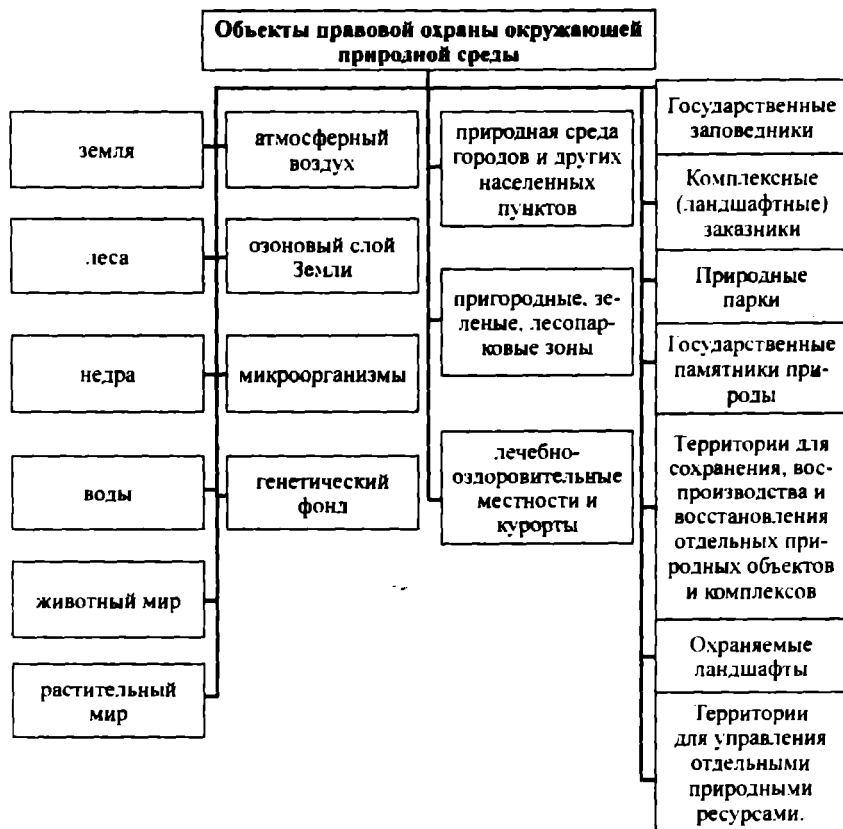 Объекты правовой охраны окружающей
природной среды
земля
леса
недра
воды
животный мир
растительный
мир
атмосферный
воздух
озоновый слой
Земли
микроорганизмы
генетический
фонд
природная среда
городов и других
населенных
пунктов
пригородные, зе-
леные, лесопар-
ковые зоны
лечебно-
оздоровительные
местности и
курорты
Государственные
заповедники
Комплексные
(ландшафтные)
заказники
Природные
парки
Государственные
памятники при-
роды
Территории для
сохранения, вос-
производства и
восстановления
отдельных при-
родных объектов
и комплексов
Охраняемые
ландшафты
Территории
для управления
отдельными
природными
ресурсами.